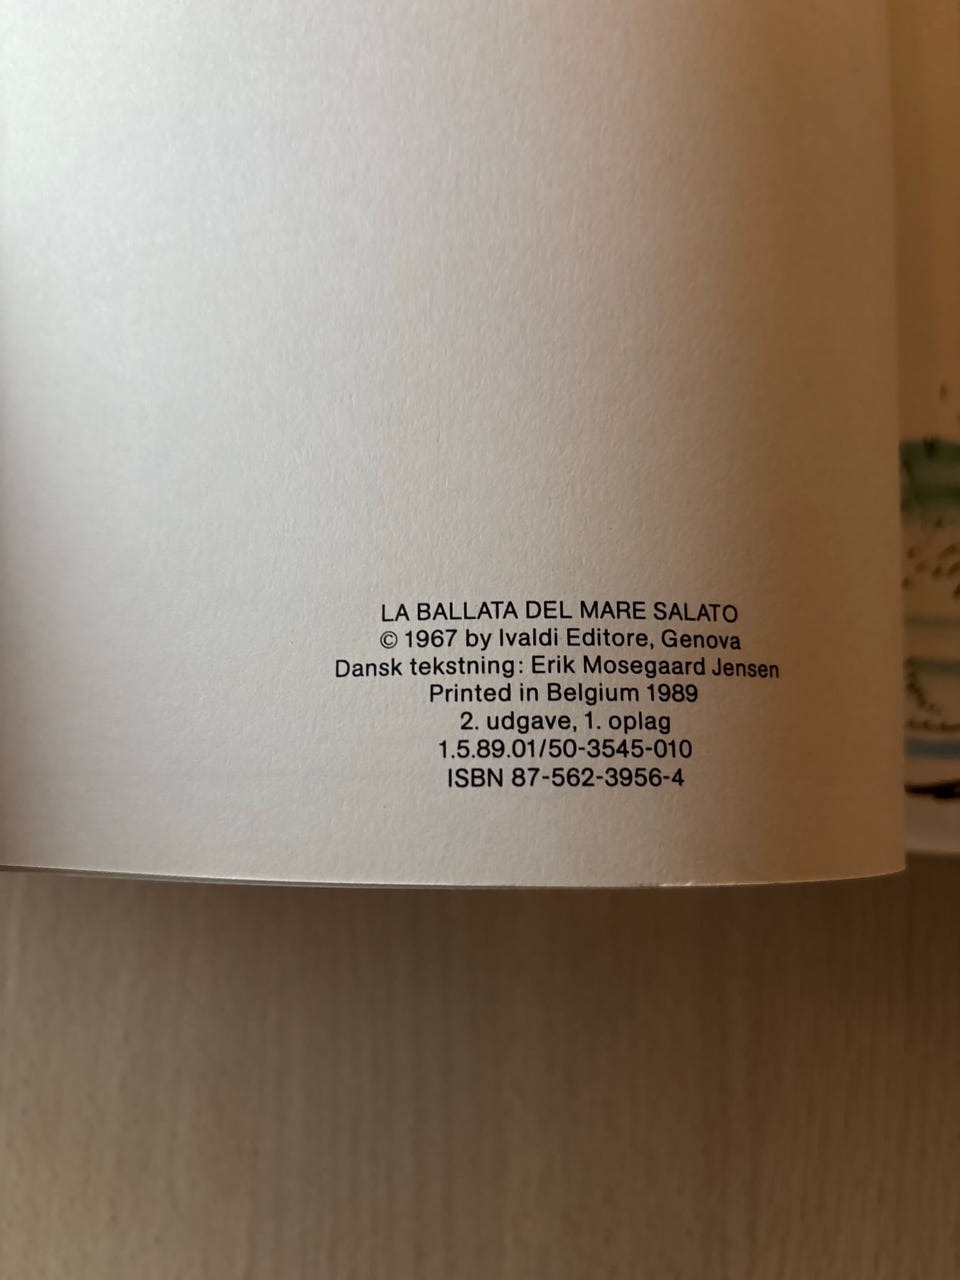 LA BALLATA DEL MARE SALATO
© 1967 by Ivaldi Editore, Genova
Dansk tekstning: Erik Mosegaard Jensen
Printed in Belgium 1989
2. udgave, 1. oplag
1.5.89.01/50-3545-010
ISBN 87-562-3956-4